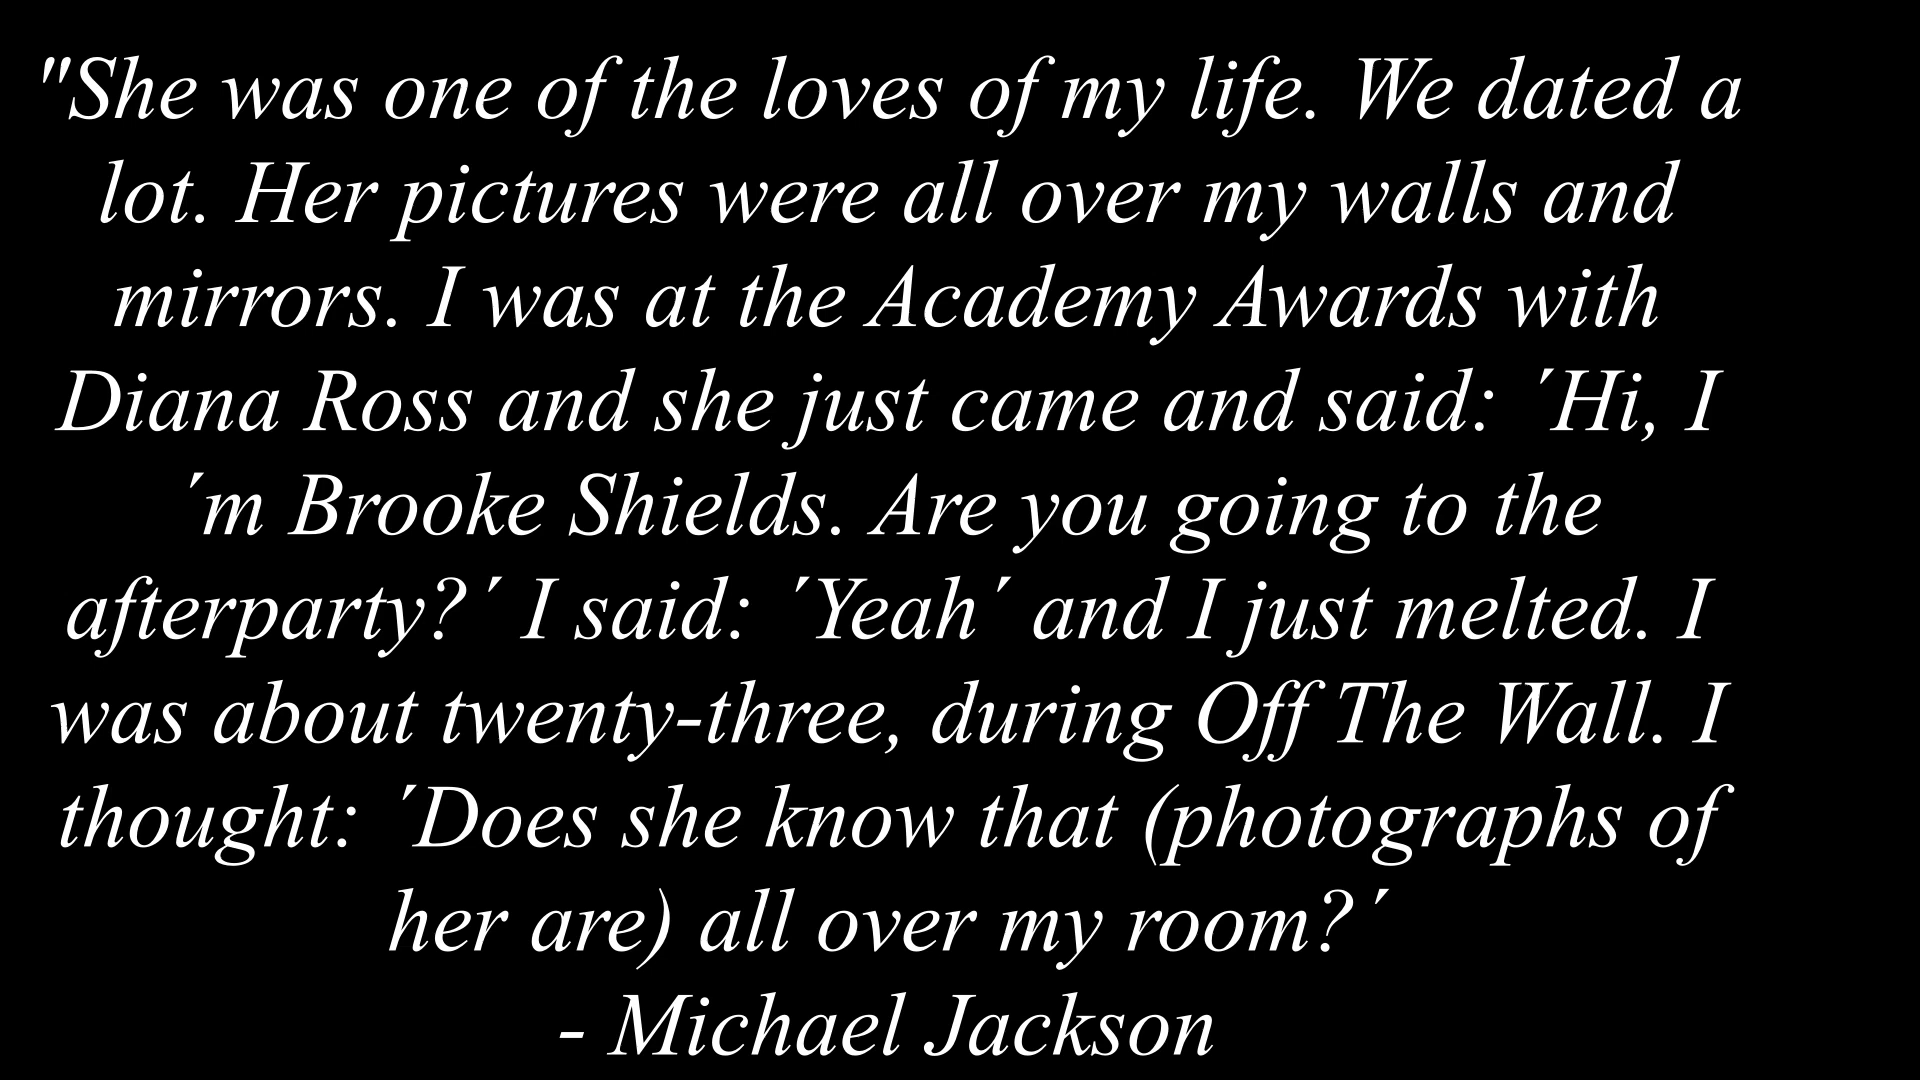 "She was one of the loves of my life. We dated a
lot. Her pictures were all over my walls and
mirrors. I was at the Academy Awards with
Diana Ross and she just came and said: ´Hi, I
´m Brooke Shields. Are you going to the
afterparty?´ I said: ´Yeah´ and I just melted. I
was about twenty-three, during Off The Wall. I
thought: ´Does she know that (photographs of
her are) all over my room?´
- Michael Jackson